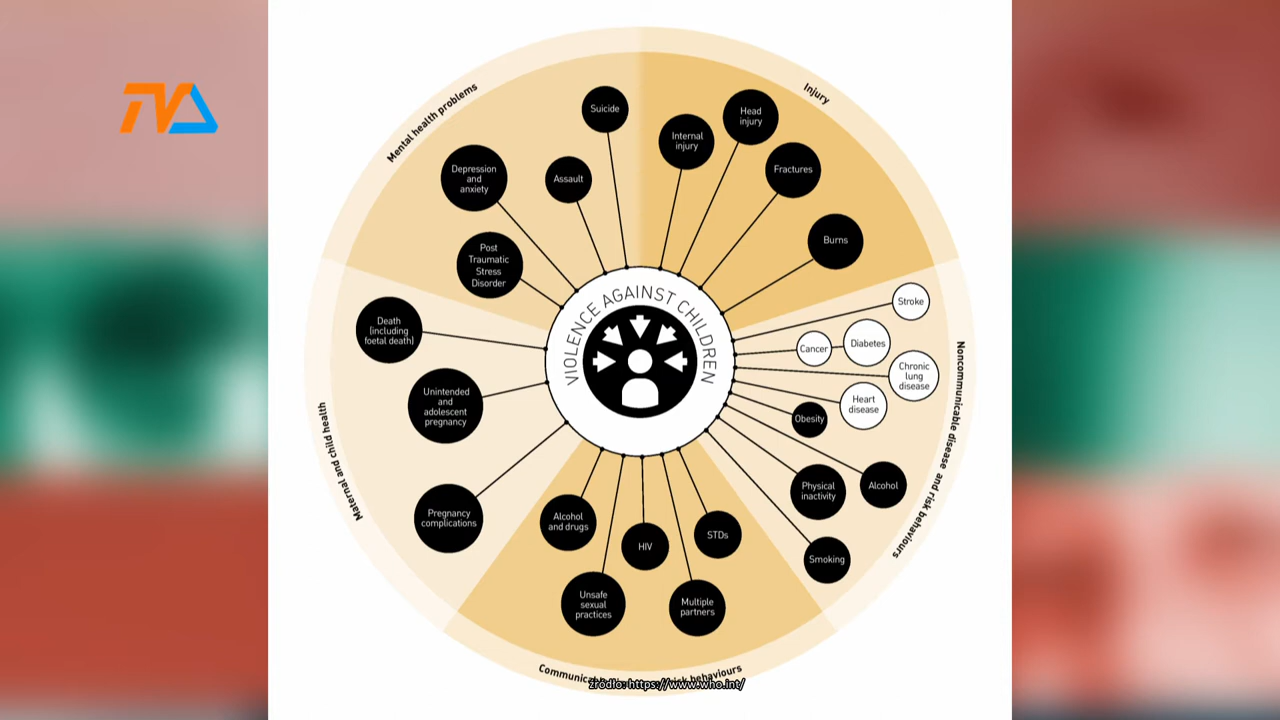 TVA
Mental health problems
Suicide
Depression
and
anxiety
Assault
Post
Traumatic
Stress
Disorder
Injury
Internal
injury
Head
injury
Fractures
Burns
VIOLENCE AGAINST CHILDREN
Noncommunicable disease and risk behaviours
Stroke
Cancer
Diabetes
Chronic
lung
disease
Heart
disease
Obesity
Alcohol
Physical
inactivity
Smoking
Maternal and child health
Death
(including
foetal death)
Unintended
and
adolescent
pregnancy
Pregnancy
complications
Alcohol
and drugs
Unsafe
sexual
practices
HIV
Multiple
partners
STDs
risk behaviours
źródło: https://www.who.int/